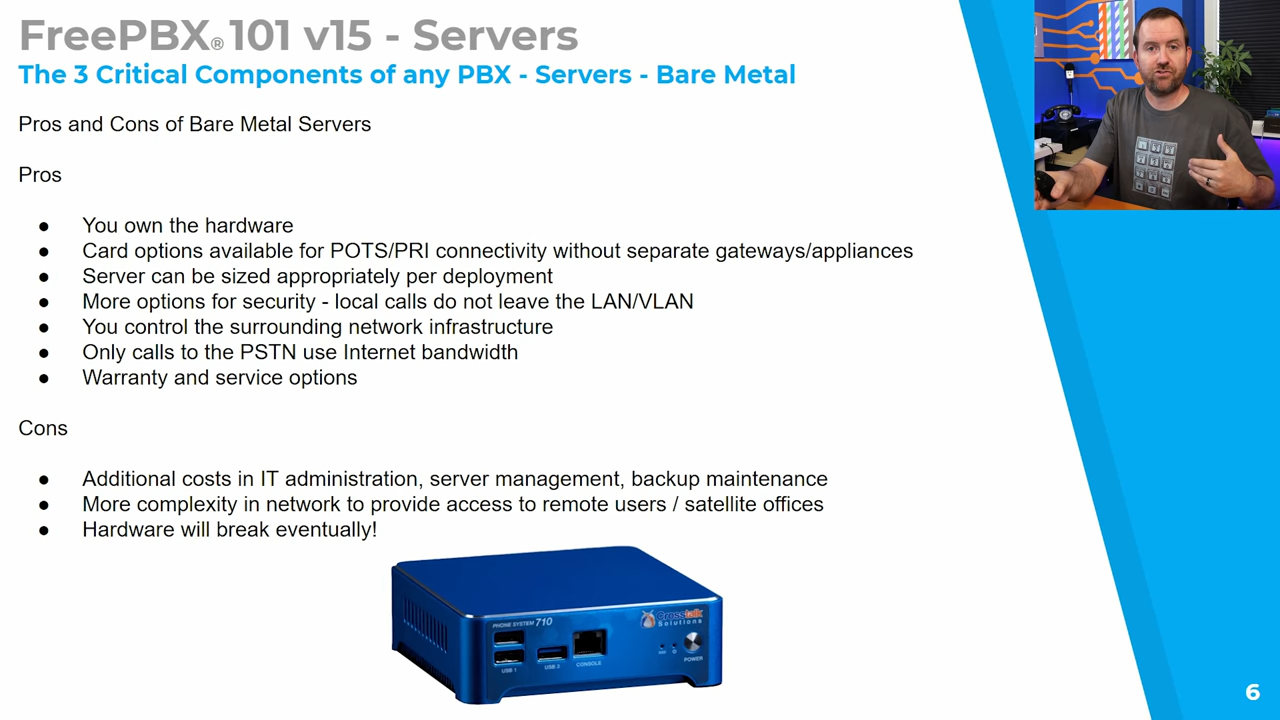 FreePBX® 101 v15 - Servers
The 3 Critical Components of any PBX - Servers - Bare Metal
Pros and Cons of Bare Metal Servers
Pros
● You own the hardware
● Card options available for POTS/PRI connectivity without separate gateways/appliances
● Server can be sized appropriately per deployment
● More options for security - local calls do not leave the LAN/VLAN
● You control the surrounding network infrastructure
● Only calls to the PSTN use Internet bandwidth
● Warranty and service options
Cons
● Additional costs in IT administration, server management, backup maintenance
● More complexity in network to provide access to remote users / satellite offices
● Hardware will break eventually!
PHONE SYSTEM 710
Crosstalk
Solutions
USB 1
USB 2
CONSOLE
POWER
6